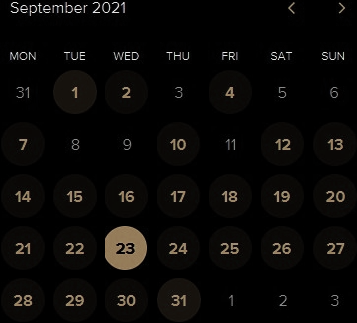 September 2021
MON TUE WED THU FRI SAT SUN
31 1 2 3 4 5 6
7 8 9 10 11 12 13
14 15 16 17 18 19 20
21 22 23 24 25 26 27
28 29 30 31 1 2 3